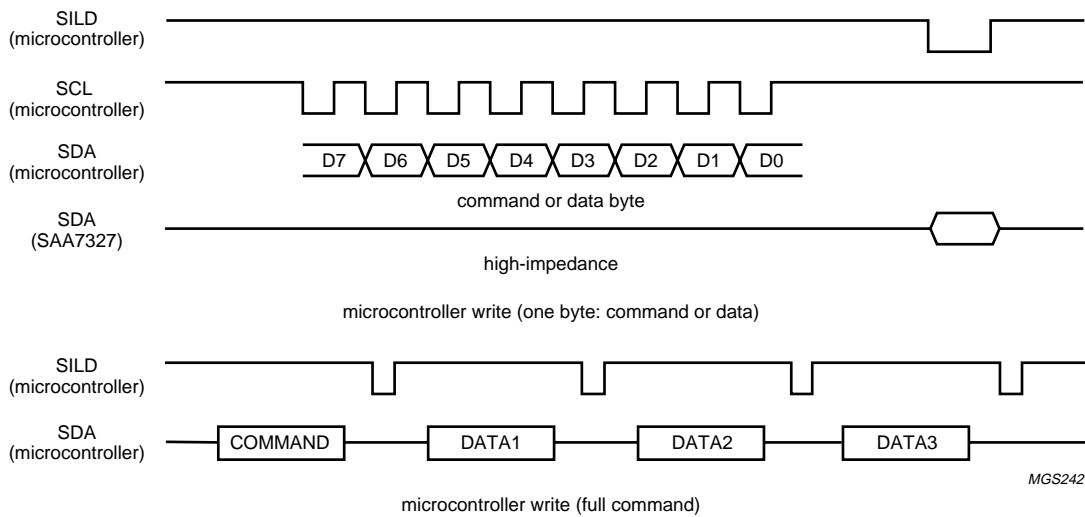 SILD
(microcontroller)
SCL
(microcontroller)
SDA
(microcontroller)
D7 D6 D5 D4 D3 D2 D1 D0
command or data byte
SDA
(SAA7327)
high-impedance
microcontroller write (one byte: command or data)
SILD
(microcontroller)
SDA
(microcontroller)
COMMAND DATA1 DATA2 DATA3
MGS242
microcontroller write (full command)